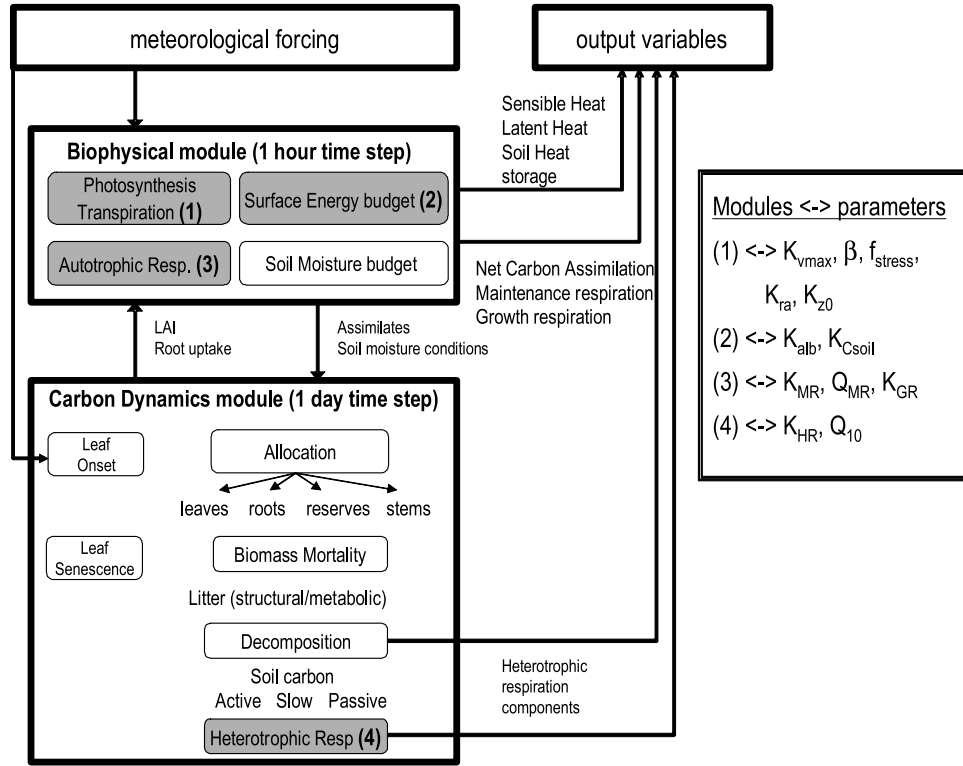 meteorological forcing
output variables
Sensible Heat
Latent Heat
Soil Heat
storage
Biophysical module (1 hour time step)
Photosynthesis
Transpiration (1)
Surface Energy budget (2)
Autotrophic Resp. (3)
Soil Moisture budget
Net Carbon Assimilation
Maintenance respiration
Growth respiration
LAI
Root uptake
Assimilates
Soil moisture conditions
Carbon Dynamics module (1 day time step)
Leaf
Onset
Allocation
leaves roots reserves stems
Leaf
Senescence
Biomass Mortality
Litter (structural/metabolic)
Decomposition
Soil carbon
Active Slow Passive
Heterotrophic Resp (4)
Heterotrophic
respiration
components
Modules <-> parameters
(1) <-> Kvmax, β, fstress,
Kra, Kz0
(2) <-> Kalb, KCsoil
(3) <-> KMR, QMR, KGR
(4) <-> KHR, Q10